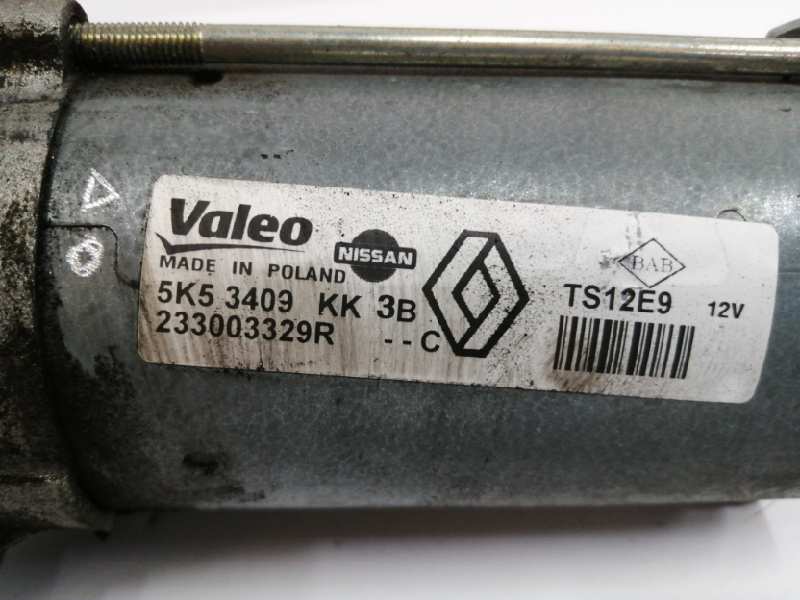 Valeo
NISSAN
BAB
MADE IN POLAND
5K5 3409 KK 3B
TS12E9 12V
233003329R --C